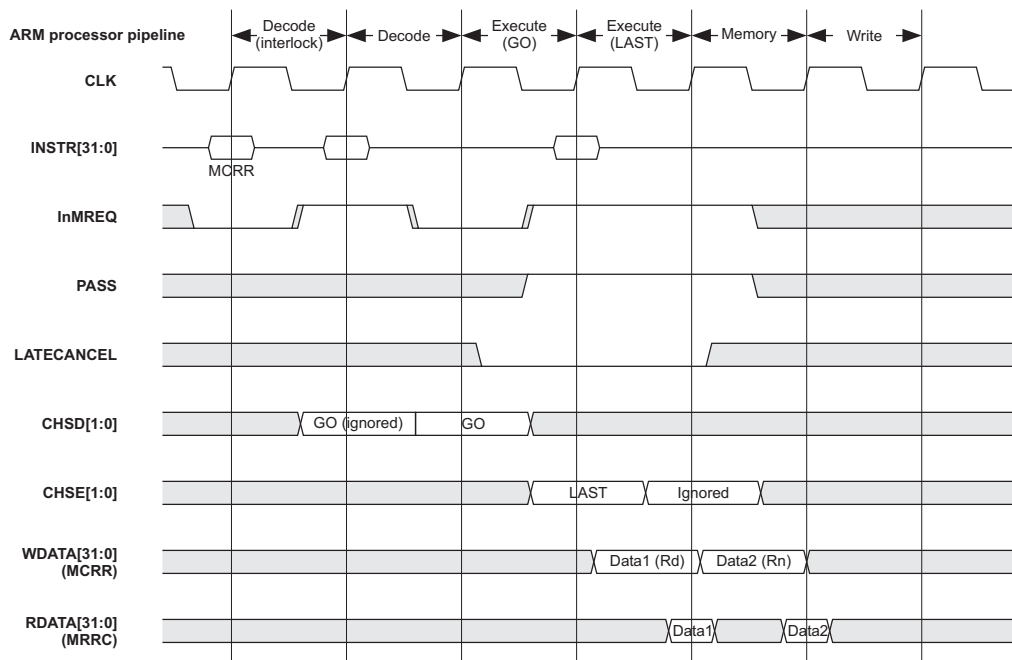 ARM processor pipeline
Decode
(interlock)
Decode
Execute
(GO)
Execute
(LAST)
Memory
Write
CLK
INSTR[31:0]
MCRR
InMREQ
PASS
LATECANCEL
CHSD[1:0]
GO (ignored)
GO
CHSE[1:0]
LAST
Ignored
WDATA[31:0]
(MCRR)
Data1 (Rd)
Data2 (Rn)
RDATA[31:0]
(MRRC)
Data1
Data2